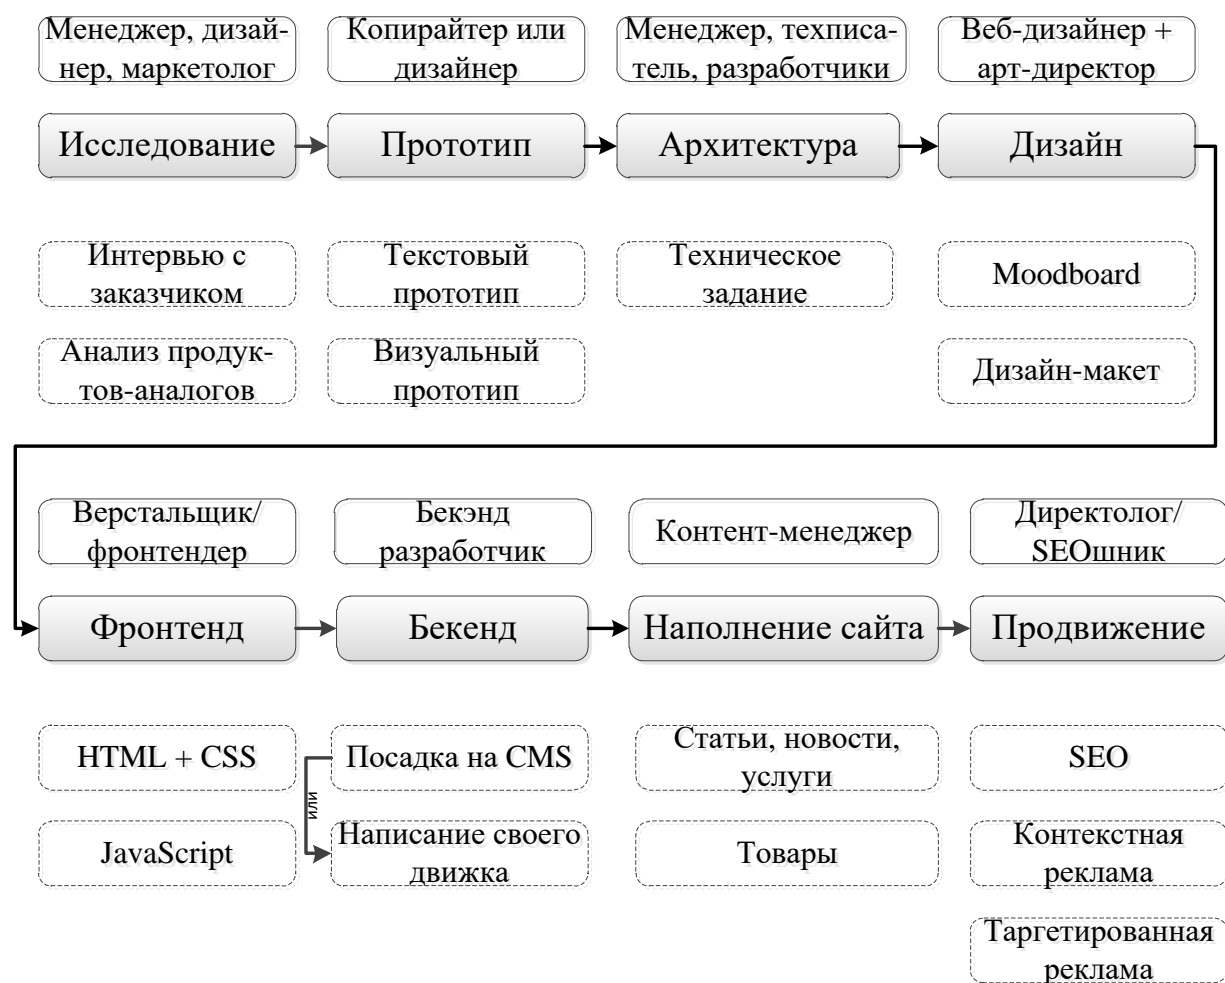 Менеджер, дизай-
нер, маркетолог
Копирайтер или
дизайнер
Менеджер, техписа-
тель, разработчики
Веб-дизайнер +
арт-директор
Исследование
Прототип
Архитектура
Дизайн
Интервью с
заказчиком
Текстовый
прототип
Техническое
задание
Moodboard
Анализ продук-
тов-аналогов
Визуальный
прототип
Дизайн-макет
Верстальщик/
фронтендер
Бекэнд
разработчик
Контент-менеджер
Директолог/
SEOшник
Фронтенд
Бекенд
Наполнение сайта
Продвижение
HTML + CSS
Посадка на CMS
Статьи, новости,
услуги
SEO
или
JavaScript
Написание своего
движка
Товары
Контекстная
реклама
Таргетированная
реклама